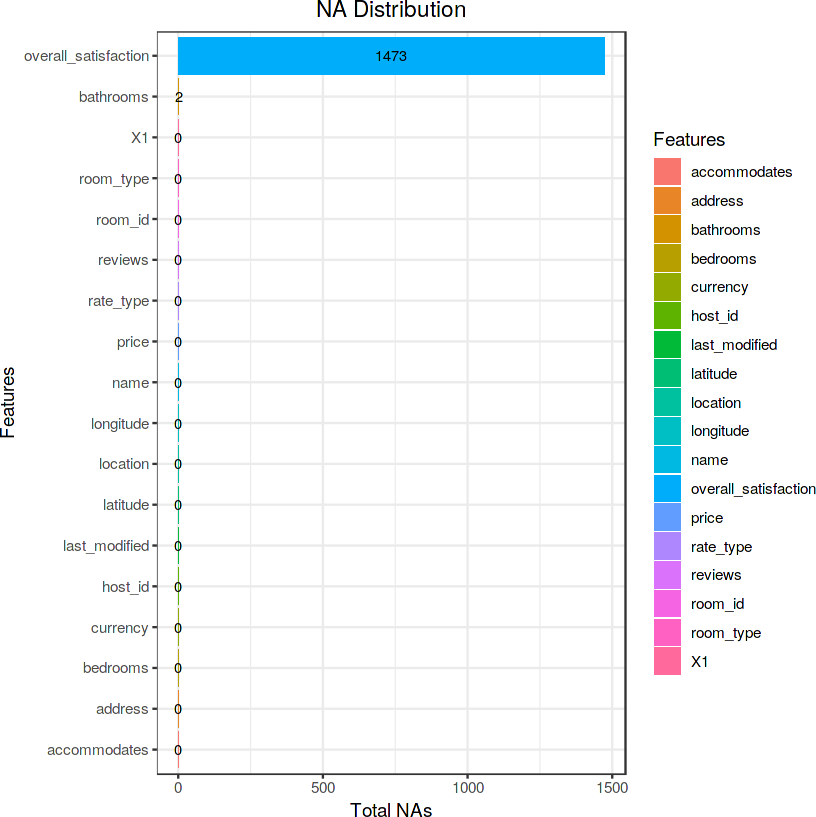 NA Distribution
Features
overall_satisfaction 1473
bathrooms 2
X1 0
room_type 0
room_id 0
reviews 0
rate_type 0
price 0
name 0
longitude 0
location 0
latitude 0
last_modified 0
host_id 0
currency 0
bedrooms 0
address 0
accommodates 0
0 500 1000 1500
Total NAs
Features
accommodates
address
bathrooms
bedrooms
currency
host_id
last_modified
latitude
location
longitude
name
overall_satisfaction
price
rate_type
reviews
room_id
room_type
X1